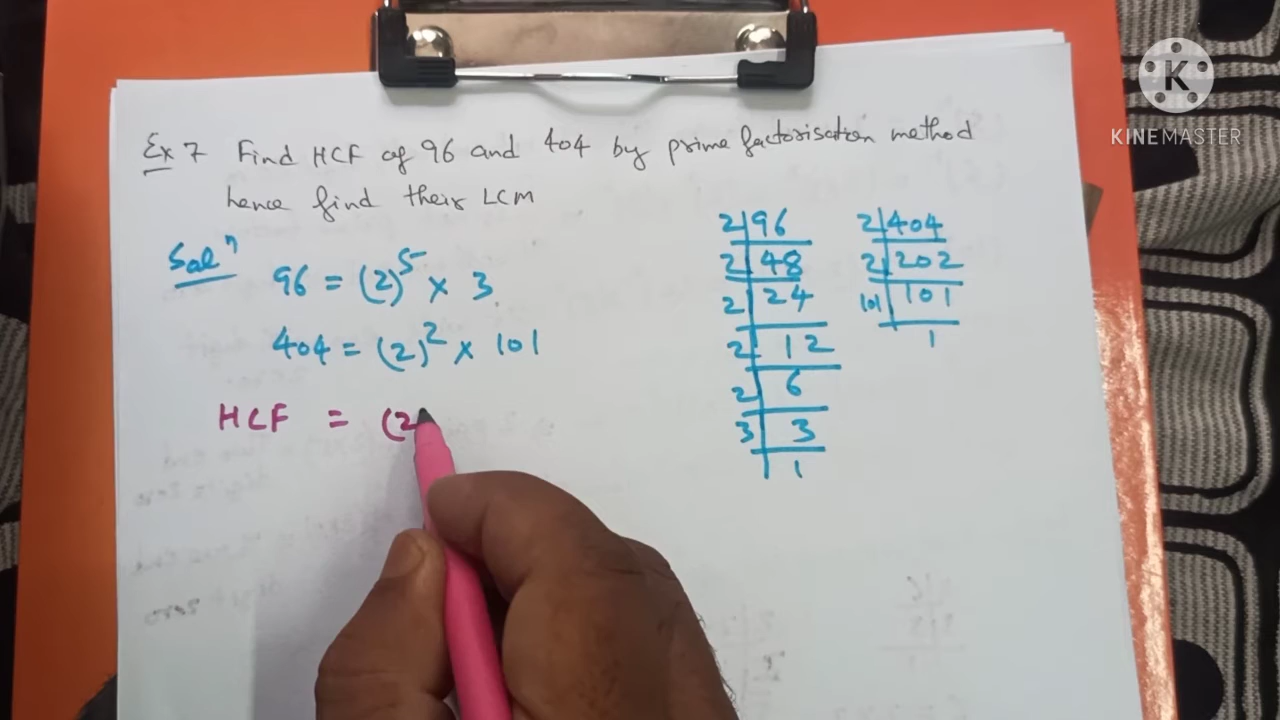 Ex 7 Find HCF of 96 and 404 by prime factorisation method
hence find their LCM
Solⁿ
96 = (2)⁵ × 3
404 = (2)² × 101
HCF = (2
2 96
2 48
2 24
2 12
2 6
3 3
1
2 404
2 202
101 101
1
K
KINEMASTER